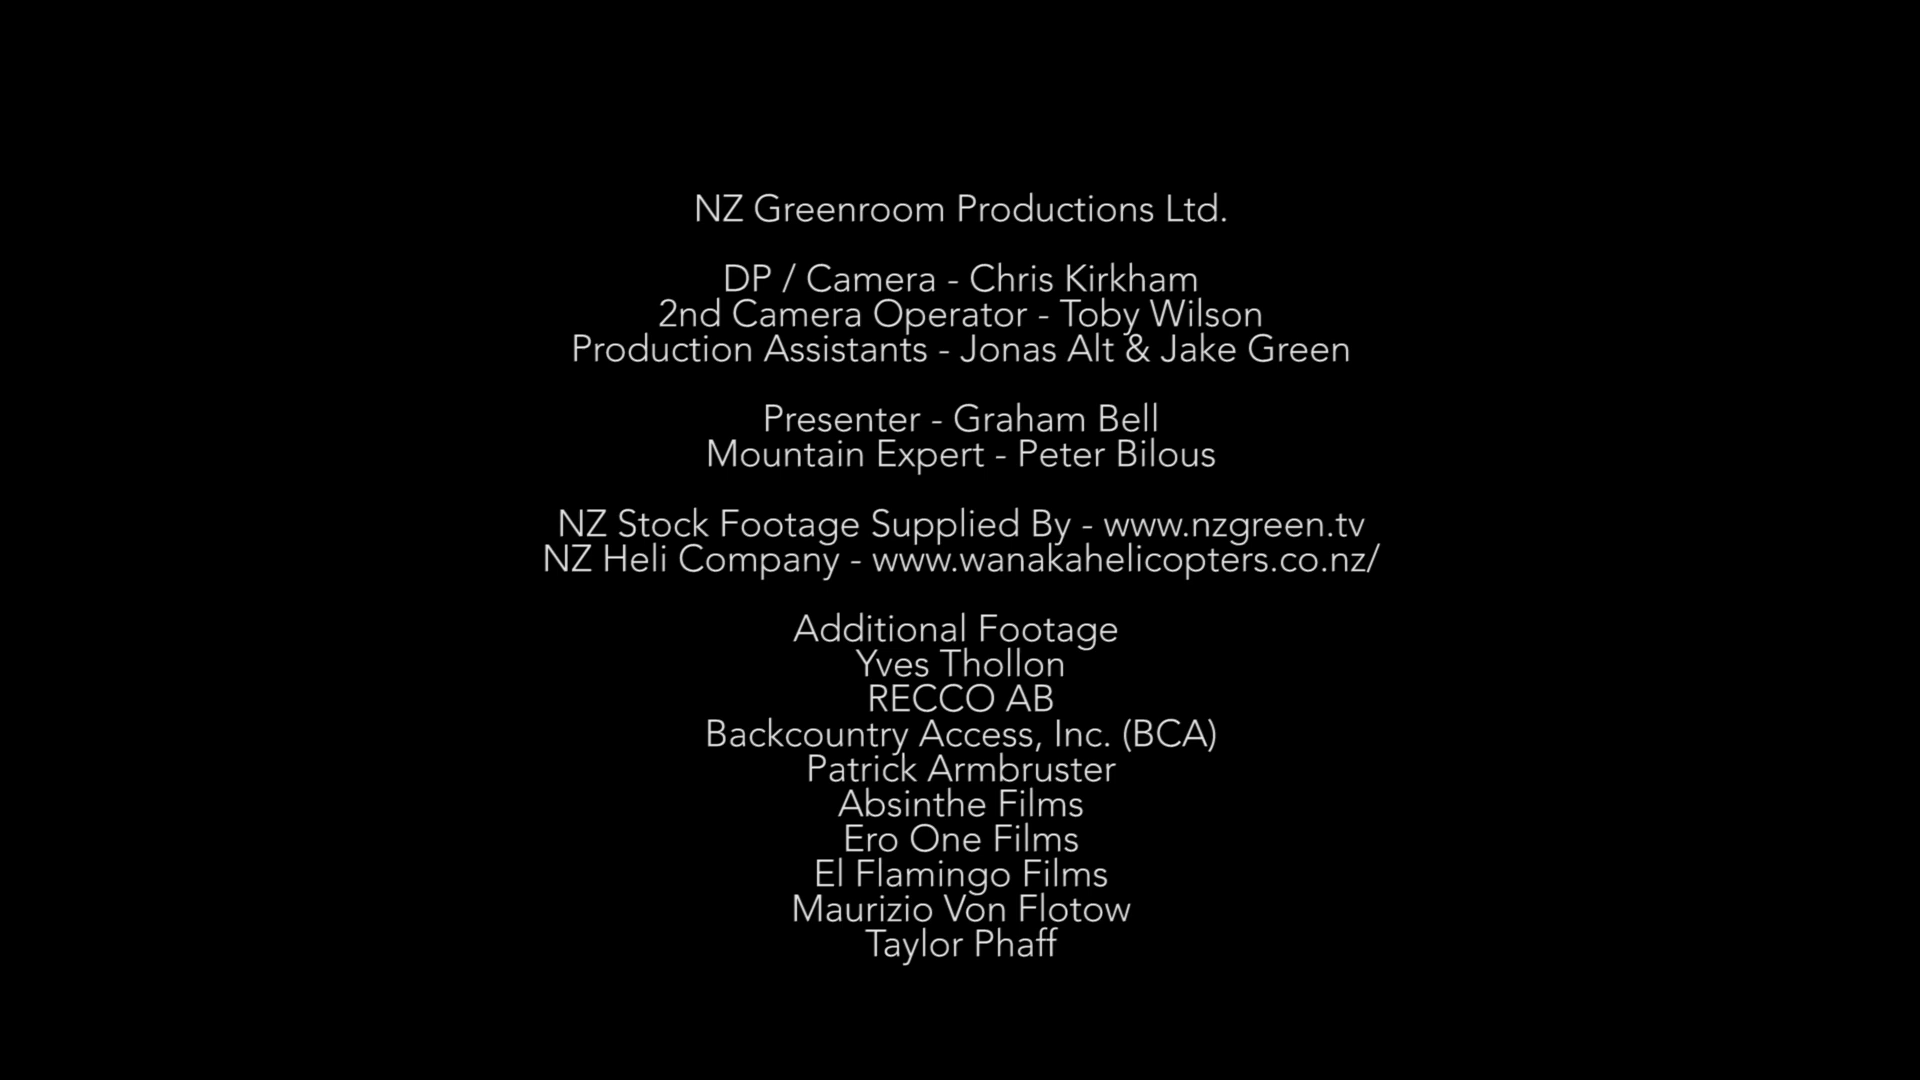 NZ Greenroom Productions Ltd.
DP / Camera - Chris Kirkham
2nd Camera Operator - Toby Wilson
Production Assistants - Jonas Alt & Jake Green
Presenter - Graham Bell
Mountain Expert - Peter Bilous
NZ Stock Footage Supplied By - www.nzgreen.tv
NZ Heli Company - www.wanakahelicopters.co.nz/
Additional Footage
Yves Thollon
RECCO AB
Backcountry Access, Inc. (BCA)
Patrick Armbruster
Absinthe Films
Ero One Films
El Flamingo Films
Maurizio Von Flotow
Taylor Phaff